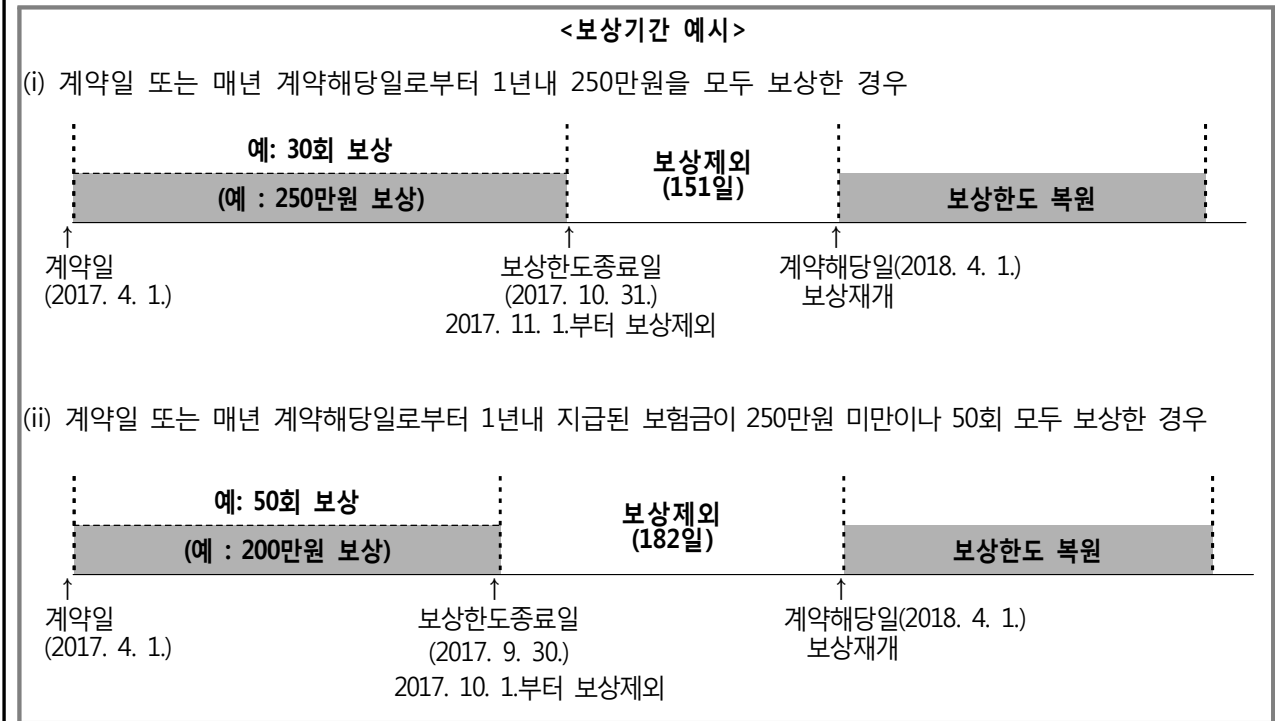 <보상기간 예시>
(i) 계약일 또는 매년 계약해당일로부터 1년내 250만원을 모두 보상한 경우
예: 30회 보상
(예 : 250만원 보상)
보상제외
(151일)
보상한도 복원
↑ ↑ ↑
계약일 보상한도종료일 계약해당일(2018. 4. 1.)
(2017. 4. 1.) (2017. 10. 31.) 보상재개
2017. 11. 1.부터 보상제외
(ii) 계약일 또는 매년 계약해당일로부터 1년내 지급된 보험금이 250만원 미만이나 50회 모두 보상한 경우
예: 50회 보상
(예 : 200만원 보상)
보상제외
(182일)
보상한도 복원
↑ ↑ ↑
계약일 보상한도종료일 계약해당일(2018. 4. 1.)
(2017. 4. 1.) (2017. 9. 30.) 보상재개
2017. 10. 1.부터 보상제외